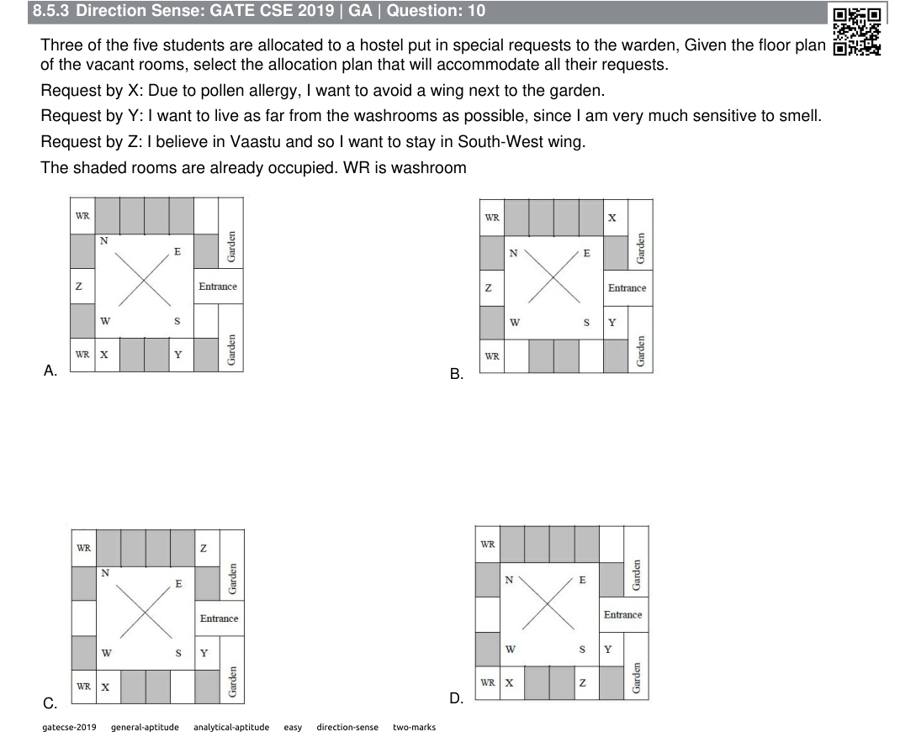 8.5.3 Direction Sense: GATE CSE 2019 | GA | Question: 10
Three of the five students are allocated to a hostel put in special requests to the warden, Given the floor plan
of the vacant rooms, select the allocation plan that will accommodate all their requests.
Request by X: Due to pollen allergy, I want to avoid a wing next to the garden.
Request by Y: I want to live as far from the washrooms as possible, since I am very much sensitive to smell.
Request by Z: I believe in Vaastu and so I want to stay in South-West wing.
The shaded rooms are already occupied. WR is washroom
WR
N
E
Garden
Z
Entrance
W
S
WR X
Y
Garden
A.
WR
X
N
E
Garden
Z
Entrance
W
S
Y
WR
Garden
B.
WR
Z
N
E
Garden
Entrance
W
S
Y
WR X
Garden
C.
WR
N
E
Garden
Entrance
W
S
Y
WR X
Z
Garden
D.
gatecse-2019 general-aptitude analytical-aptitude easy direction-sense two-marks